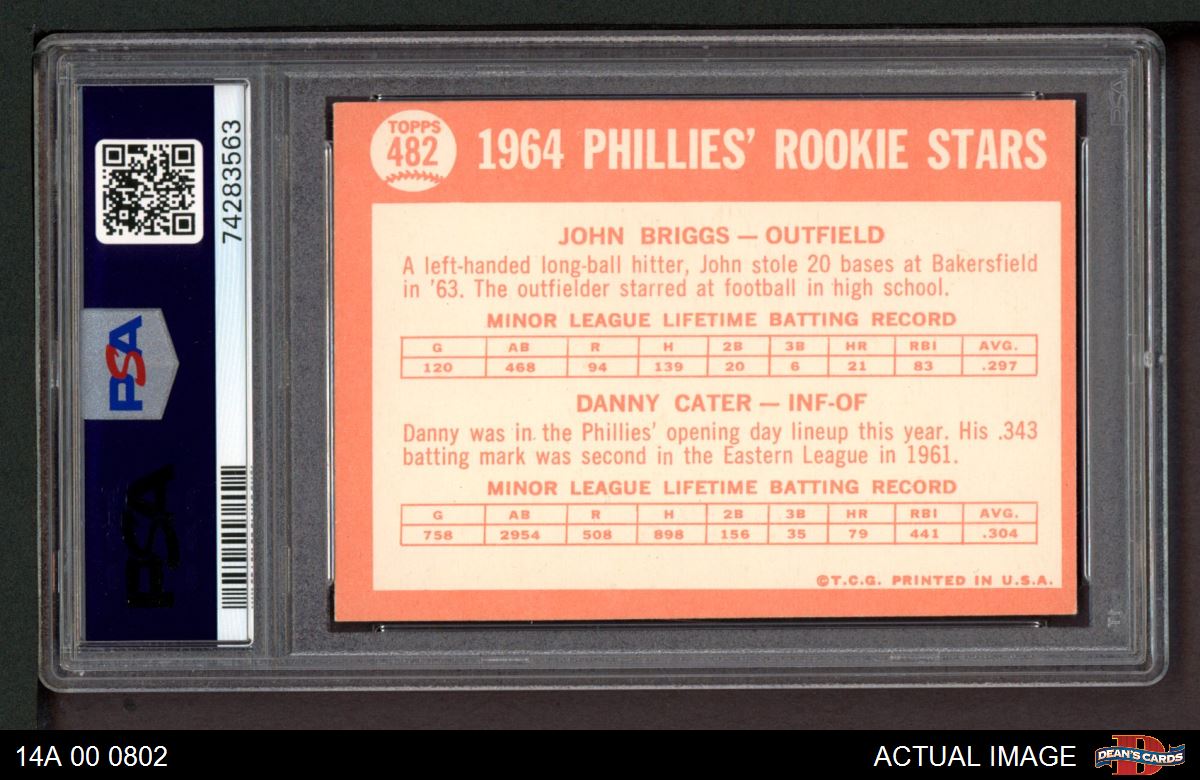 74283563
PSA
PSA
TOPPS
482
1964 PHILLIES' ROOKIE STARS
JOHN BRIGGS — OUTFIELD
A left-handed long-ball hitter, John stole 20 bases at Bakersfield
in '63. The outfielder starred at football in high school.
MINOR LEAGUE LIFETIME BATTING RECORD
G AB R H 2B 3B HR RBI AVG.
120 468 94 139 20 6 21 83 .297
DANNY CATER — INF-OF
Danny was in the Phillies' opening day lineup this year. His .343
batting mark was second in the Eastern League in 1961.
MINOR LEAGUE LIFETIME BATTING RECORD
G AB R H 2B 3B HR RBI AVG.
758 2954 508 898 156 35 79 441 .304
©T.C.G. PRINTED IN U.S.A.
PSA
14A 00 0802
ACTUAL IMAGE
DEAN'S CARDS